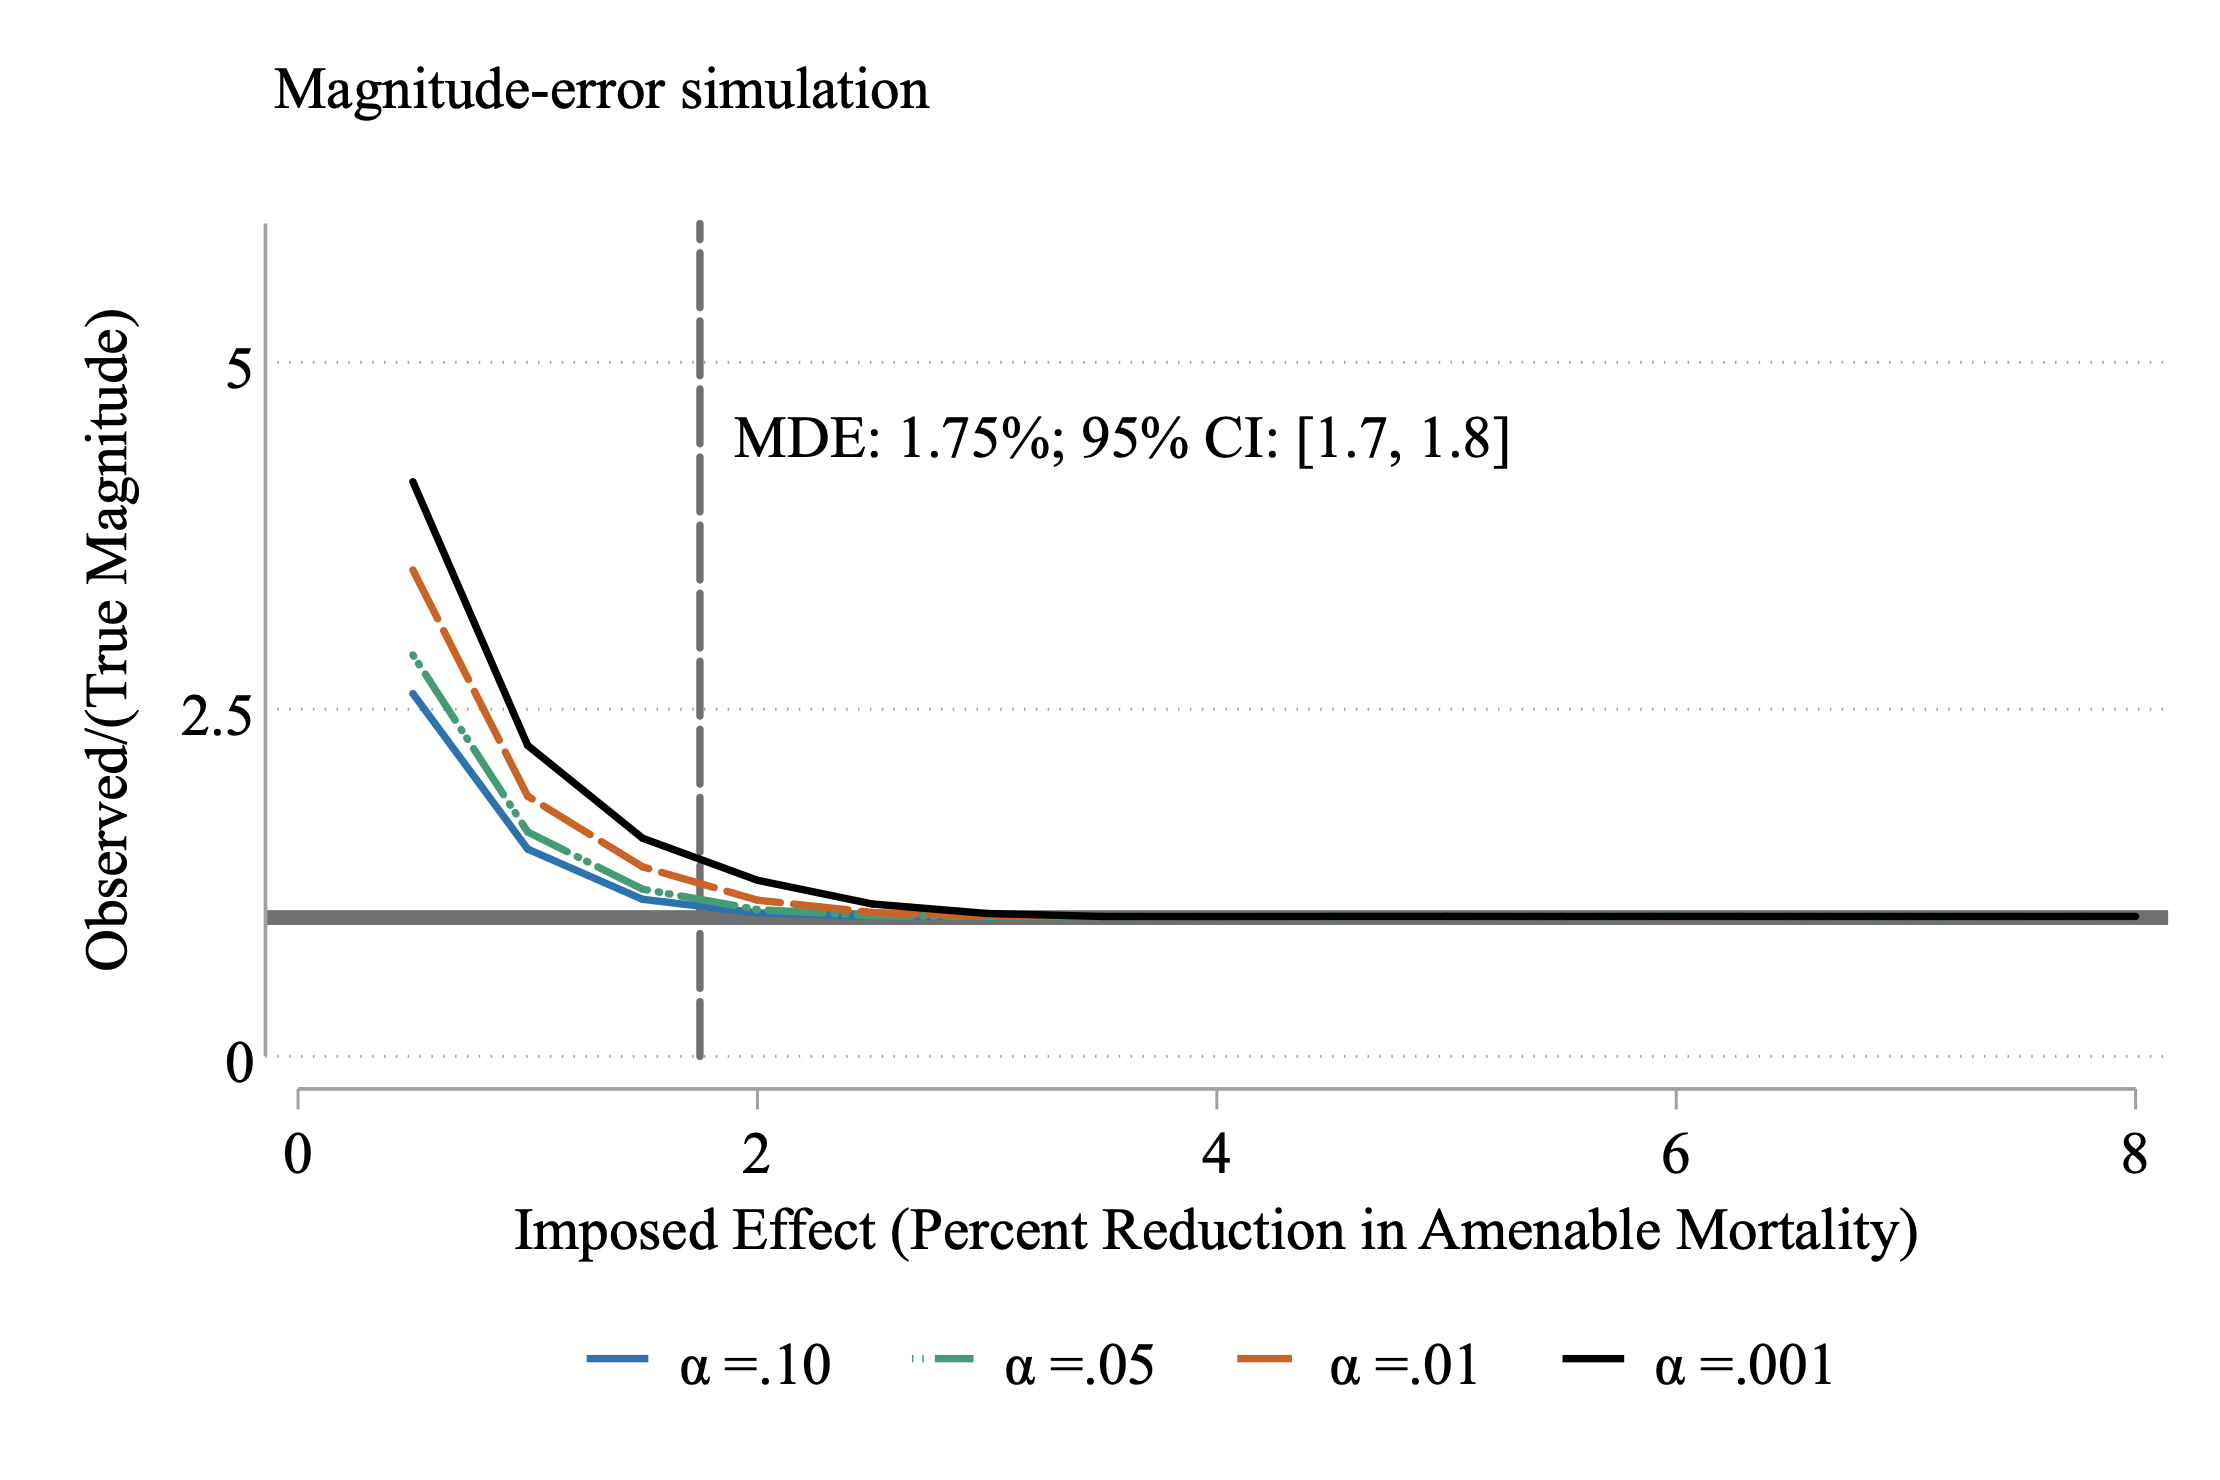 Magnitude-error simulation
Observed/(True Magnitude)
5
2.5
0
MDE: 1.75%; 95% CI: [1.7, 1.8]
0 2 4 6 8
Imposed Effect (Percent Reduction in Amenable Mortality)
α =.10 α =.05 α =.01 α =.001